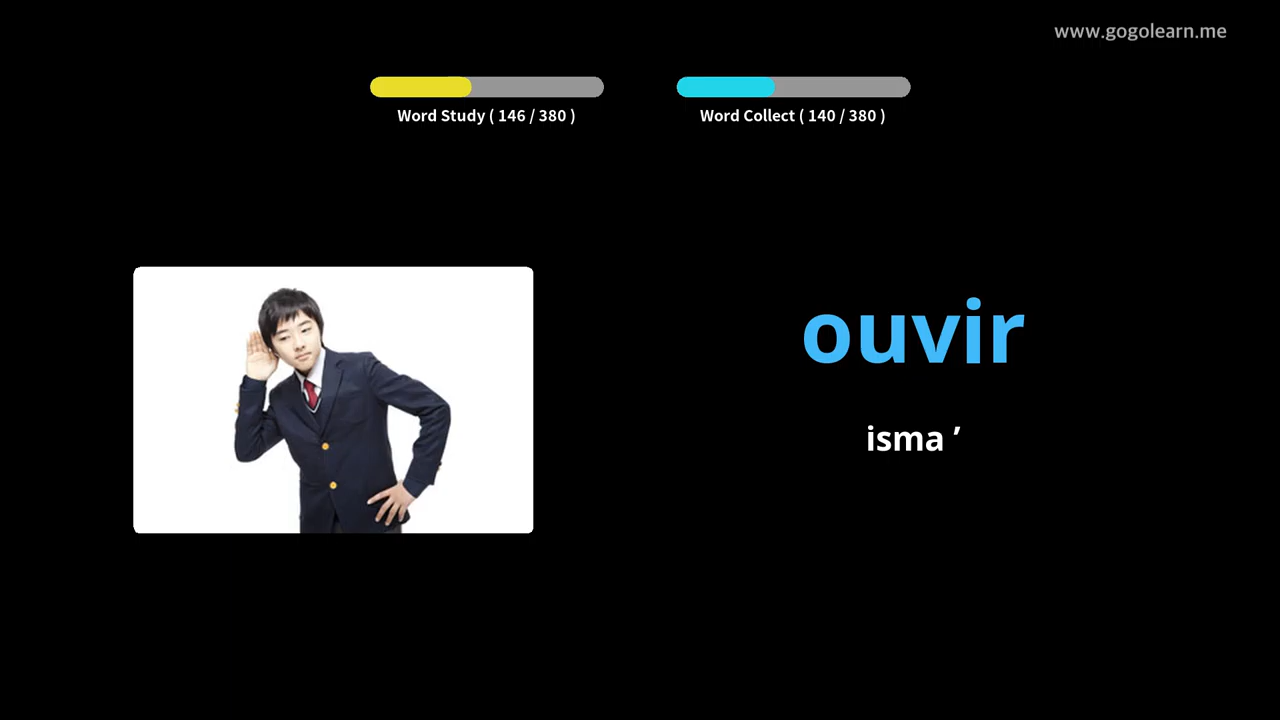 www.gogolearn.me
Word Study ( 146 / 380 )
Word Collect ( 140 / 380 )
ouvir
isma ’